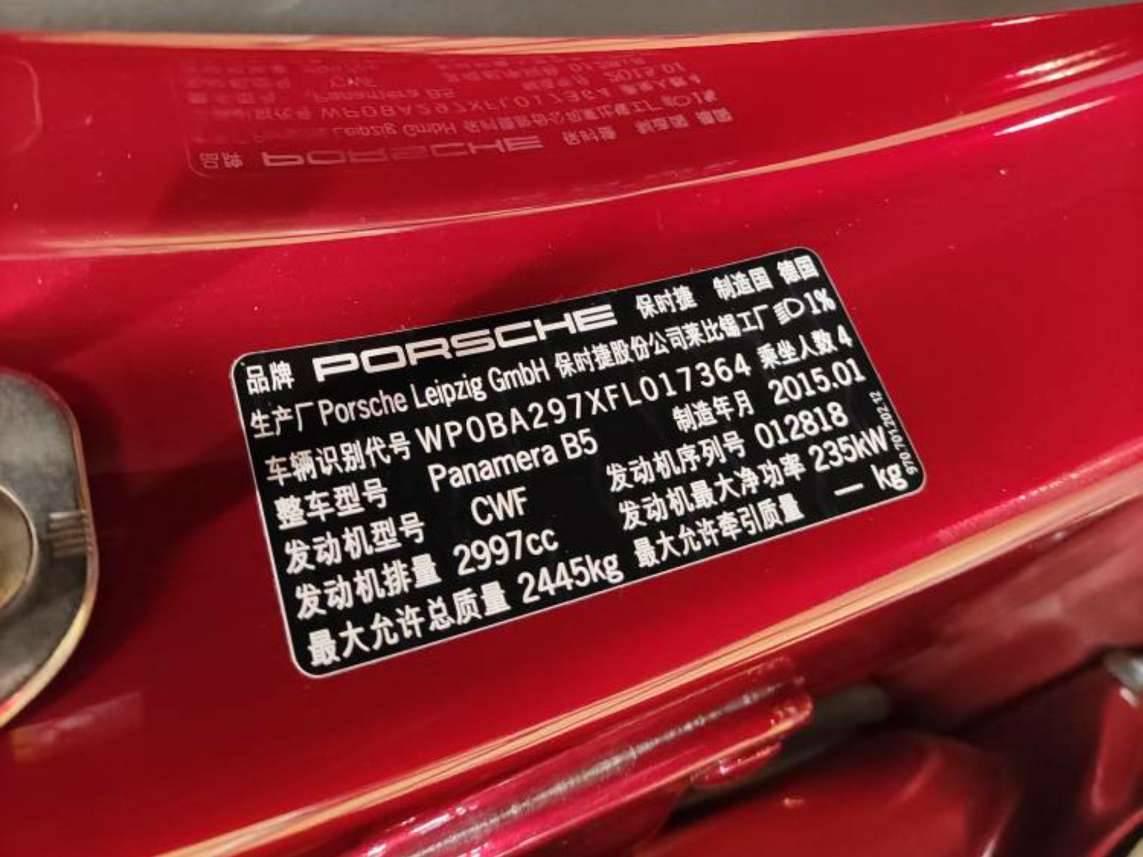 品牌 PORSCHE 保时捷 制造国 德国
生产厂 Porsche Leipzig GmbH 保时捷股份公司莱比锡工厂 1%
车辆识别代号 WP0BA297XFL017364 乘坐人数 4
整车型号 Panamera B5 制造年月 2015.01
发动机型号 CWF 发动机序列号 012818
发动机排量 2997cc 发动机最大净功率 235kW
最大允许总质量 2445kg 最大允许牵引质量 — kg
970.701.202.12